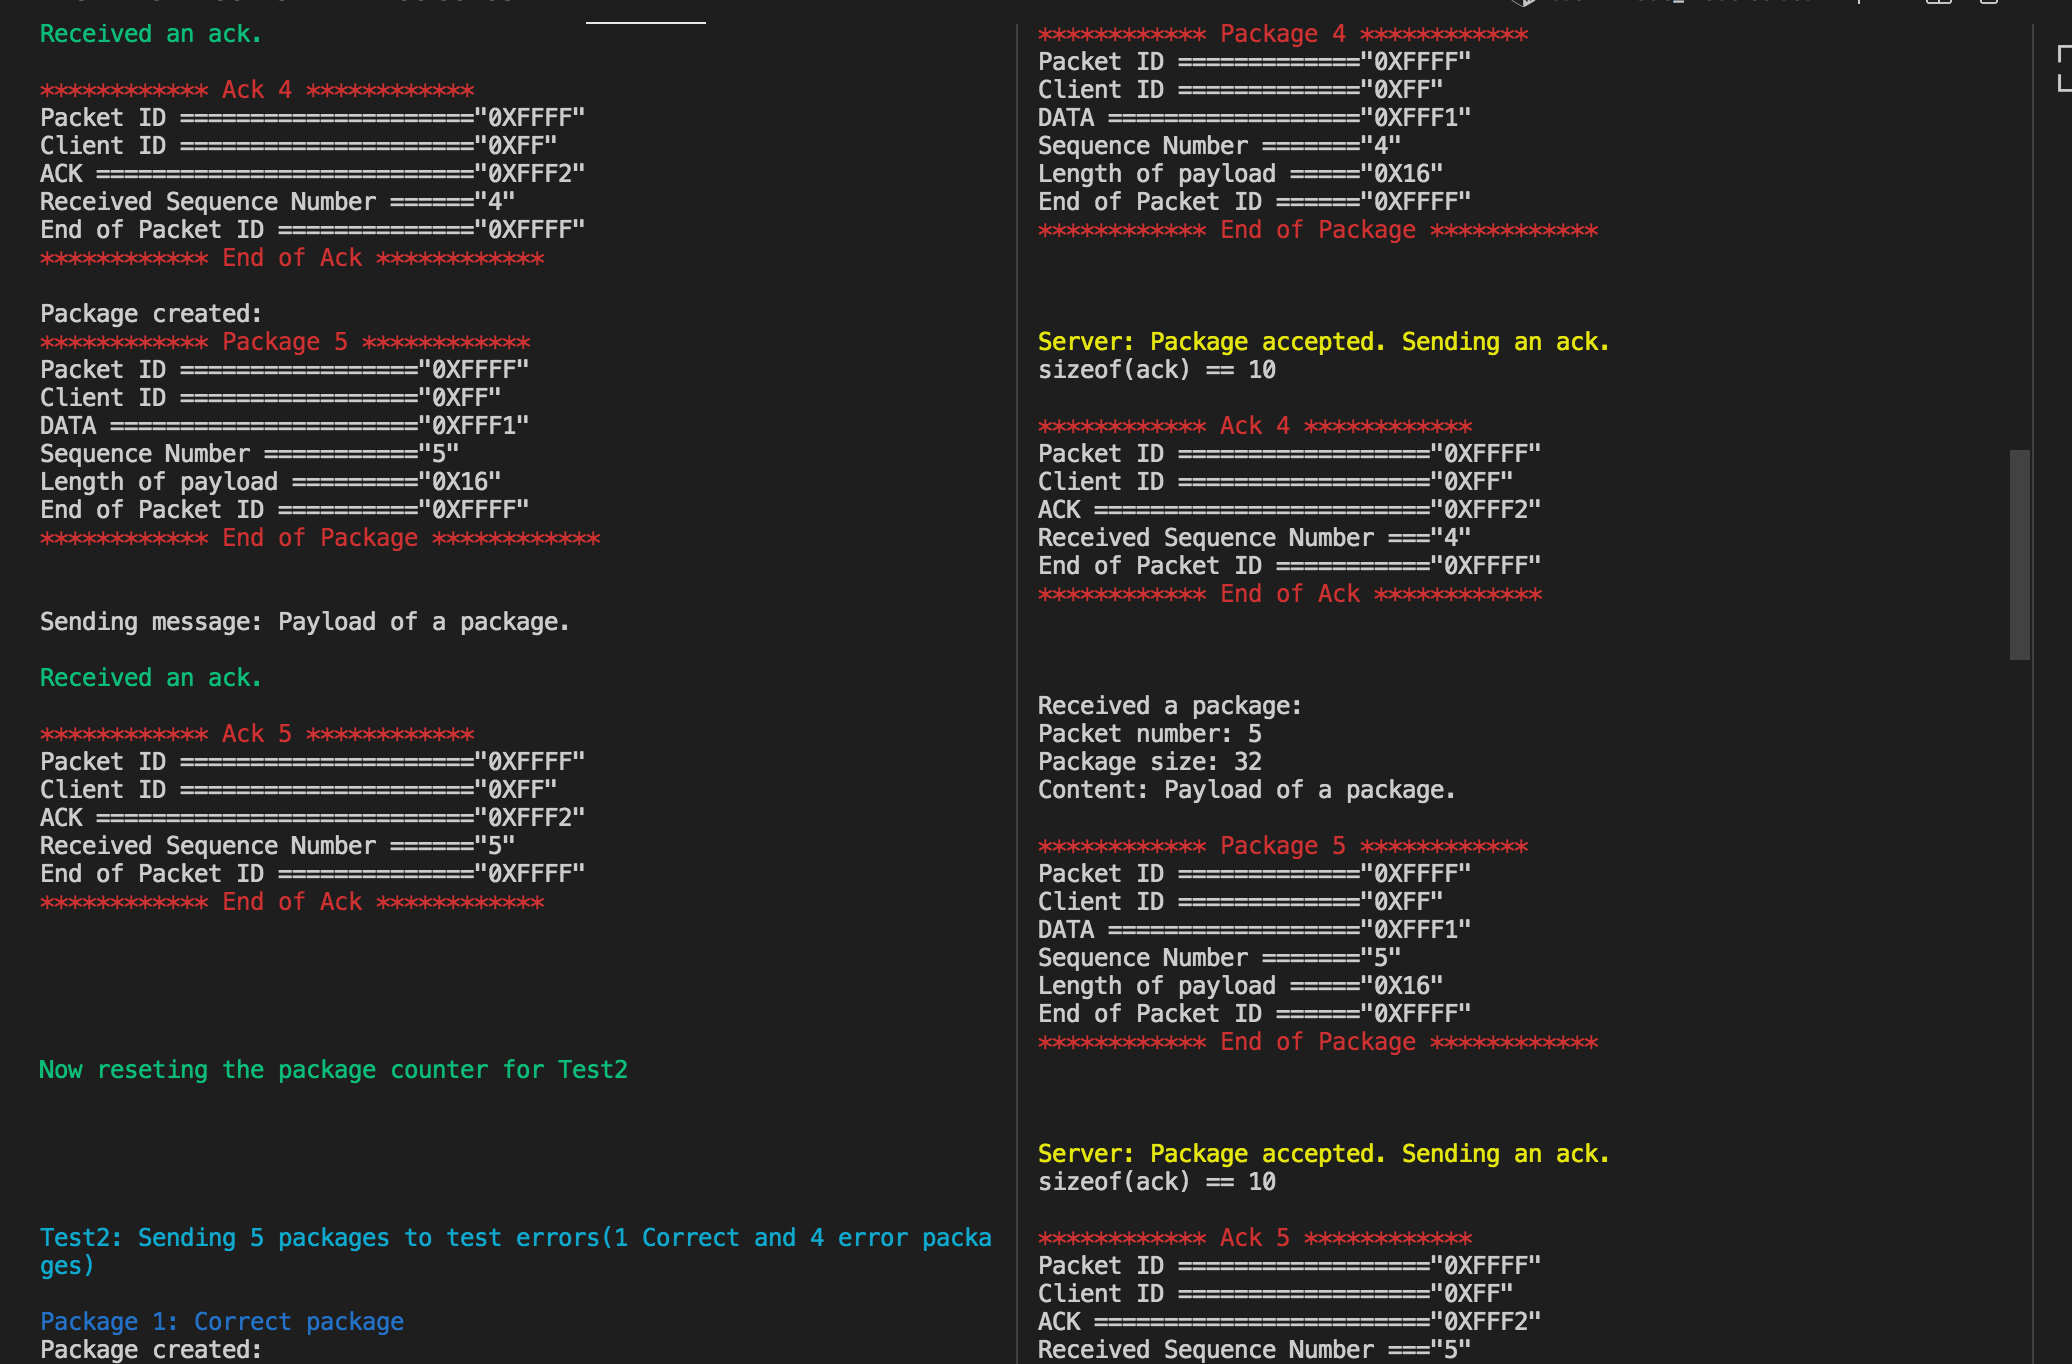 Received an ack.
************ Ack 4 ************
Packet ID ====================="0XFFFF"
Client ID ====================="0XFF"
ACK ==========================="0XFFF2"
Received Sequence Number ======"4"
End of Packet ID =============="0XFFFF"
************ End of Ack ************
Package created:
************ Package 5 ************
Packet ID ================="0XFFFF"
Client ID ================="0XFF"
DATA ======================"0XFFF1"
Sequence Number ==========="5"
Length of payload ========="0X16"
End of Packet ID =========="0XFFFF"
************ End of Package ************
Sending message: Payload of a package.
Received an ack.
************ Ack 5 ************
Packet ID ====================="0XFFFF"
Client ID ====================="0XFF"
ACK ==========================="0XFFF2"
Received Sequence Number ======"5"
End of Packet ID =============="0XFFFF"
************ End of Ack ************
Now reseting the package counter for Test2
Test2: Sending 5 packages to test errors(1 Correct and 4 error packa
ges)
Package 1: Correct package
Package created:
************ Package 4 ************
Packet ID ============="0XFFFF"
Client ID ============="0XFF"
DATA =================="0XFFF1"
Sequence Number ======="4"
Length of payload ====="0X16"
End of Packet ID ======"0XFFFF"
************ End of Package ************
Server: Package accepted. Sending an ack.
sizeof(ack) == 10
************ Ack 4 ************
Packet ID =================="0XFFFF"
Client ID =================="0XFF"
ACK ========================"0XFFF2"
Received Sequence Number ==="4"
End of Packet ID ==========="0XFFFF"
************ End of Ack ************
Received a package:
Packet number: 5
Package size: 32
Content: Payload of a package.
************ Package 5 ************
Packet ID ============="0XFFFF"
Client ID ============="0XFF"
DATA =================="0XFFF1"
Sequence Number ======="5"
Length of payload ====="0X16"
End of Packet ID ======"0XFFFF"
************ End of Package ************
Server: Package accepted. Sending an ack.
sizeof(ack) == 10
************ Ack 5 ************
Packet ID =================="0XFFFF"
Client ID =================="0XFF"
ACK ========================"0XFFF2"
Received Sequence Number ==="5"